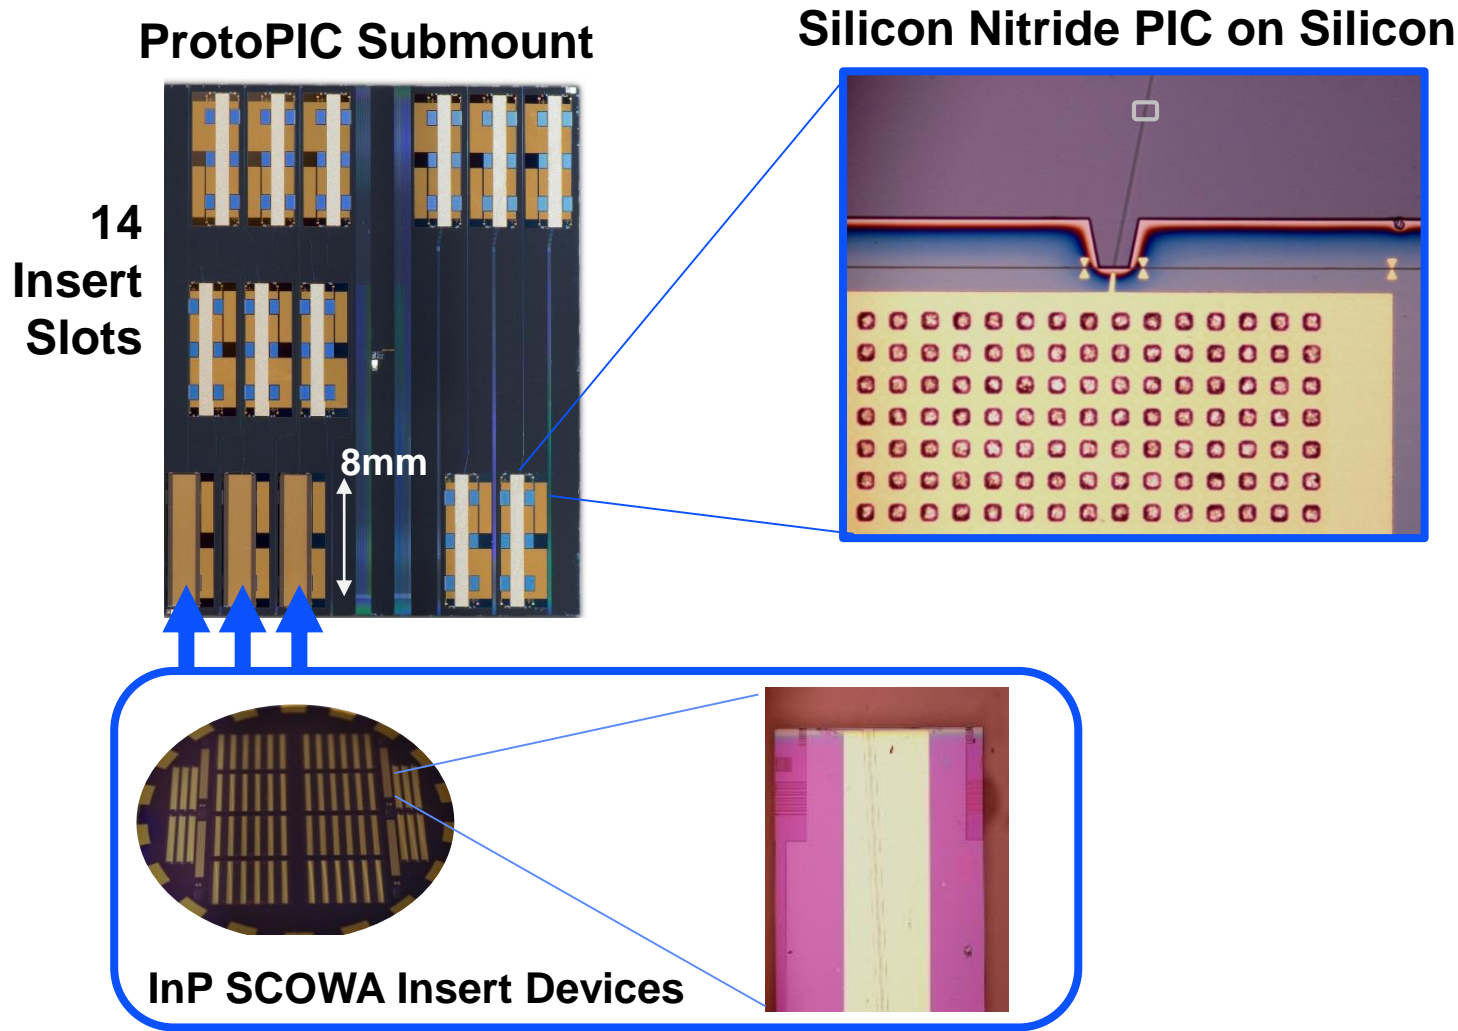 ProtoPIC Submount
Silicon Nitride PIC on Silicon
14
Insert
Slots
8mm
InP SCOWA Insert Devices